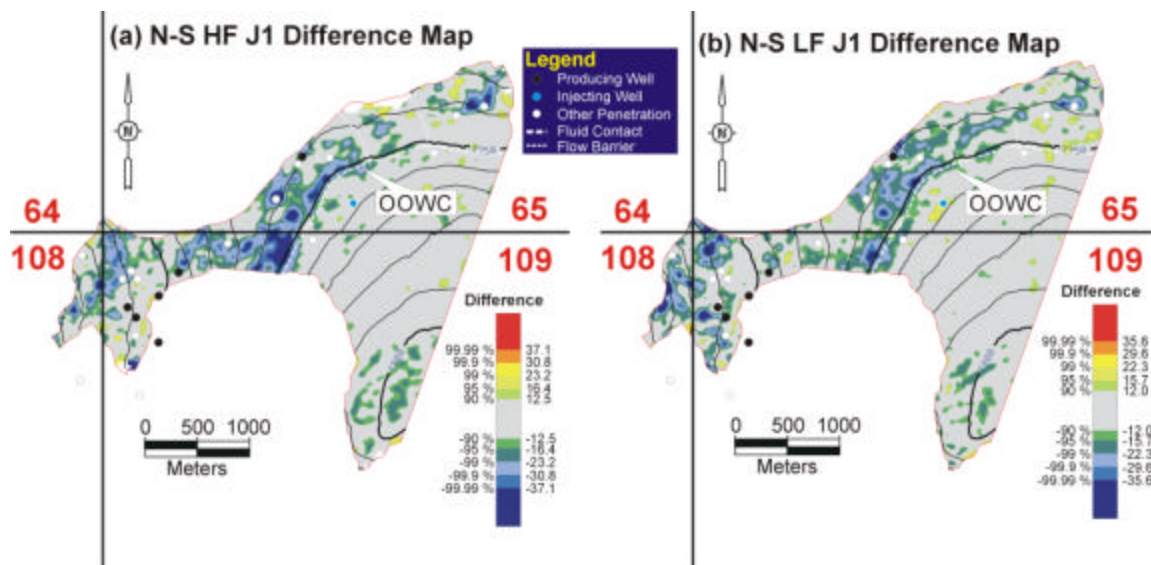 (a) N-S HF J1 Difference Map
Legend
Producing Well
Injecting Well
Other Penetration
Fluid Contact
Flow Barrier
N
OOWC
64
65
108
109
Difference
99.99 % 37.1
99.9 % 30.8
99 % 23.2
95 % 16.4
90 % 12.5
-90 % -12.5
-95 % -16.4
-99 % -23.2
-99.9 % -30.8
-99.99 % -37.1
0 500 1000
Meters
(b) N-S LF J1 Difference Map
N
OOWC
64
65
108
109
Difference
99.99 % 35.6
99.9 % 29.6
99 % 22.3
95 % 15.7
90 % 12.0
-90 % -12.0
-95 % -15.7
-99 % -22.3
-99.9 % -29.6
-99.99 % -35.6
0 500 1000
Meters